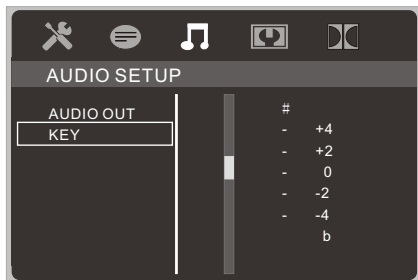 AUDIO SETUP
AUDIO OUT
KEY
#
- +4
- +2
- 0
- -2
- -4
b